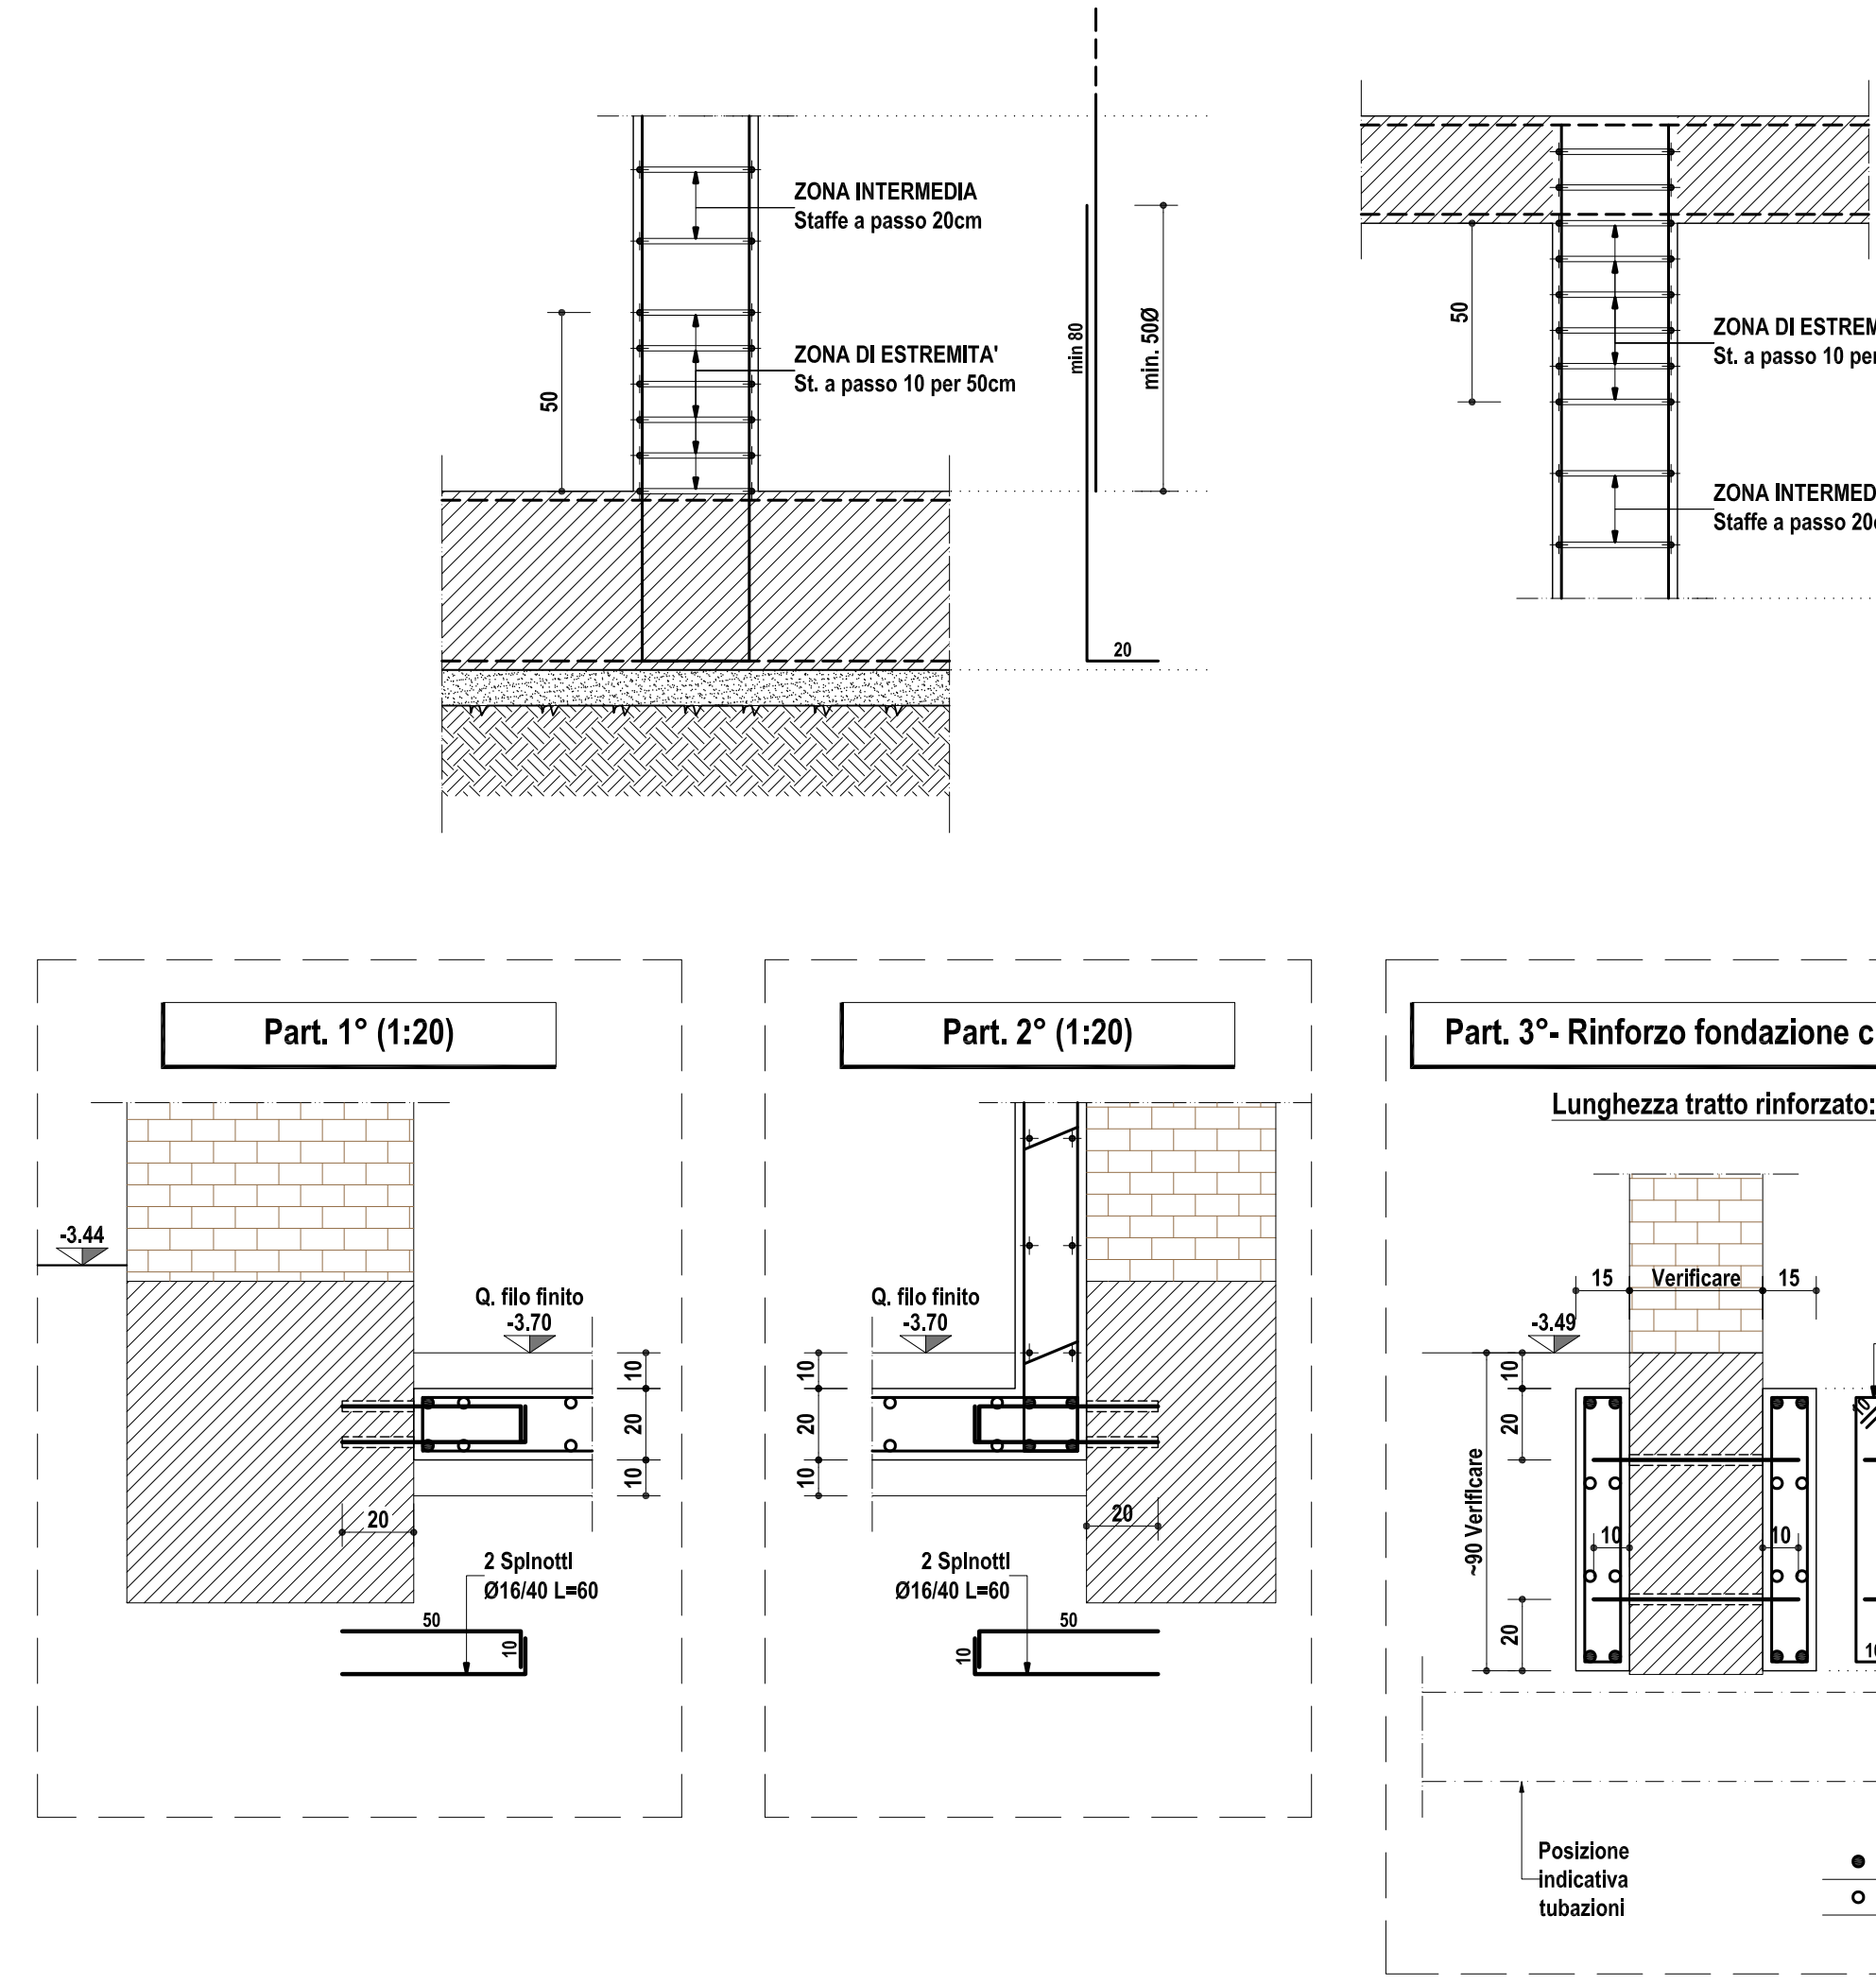 ZONA INTERMEDIA
Staffe a passo 20cm
50
ZONA DI ESTREMITA'
St. a passo 10 per 50cm
min 80
min. 50Ø
20
50
ZONA DI ESTREM
St. a passo 10 per
ZONA INTERMED
Staffe a passo 20
Part. 1° (1:20)
-3.44
Q. filo finito
-3.70
10
20
10
20
2 Spinotti
Ø16/40 L=60
50
10
Part. 2° (1:20)
Q. filo finito
-3.70
10
20
10
20
2 Spinotti
Ø16/40 L=60
50
10
Part. 3°- Rinforzo fondazione c
Lunghezza tratto rinforzato:
15
Verificare
15
-3.49
10
20
~90 Verificare
10
10
20
Posizione
indicativa
tubazioni